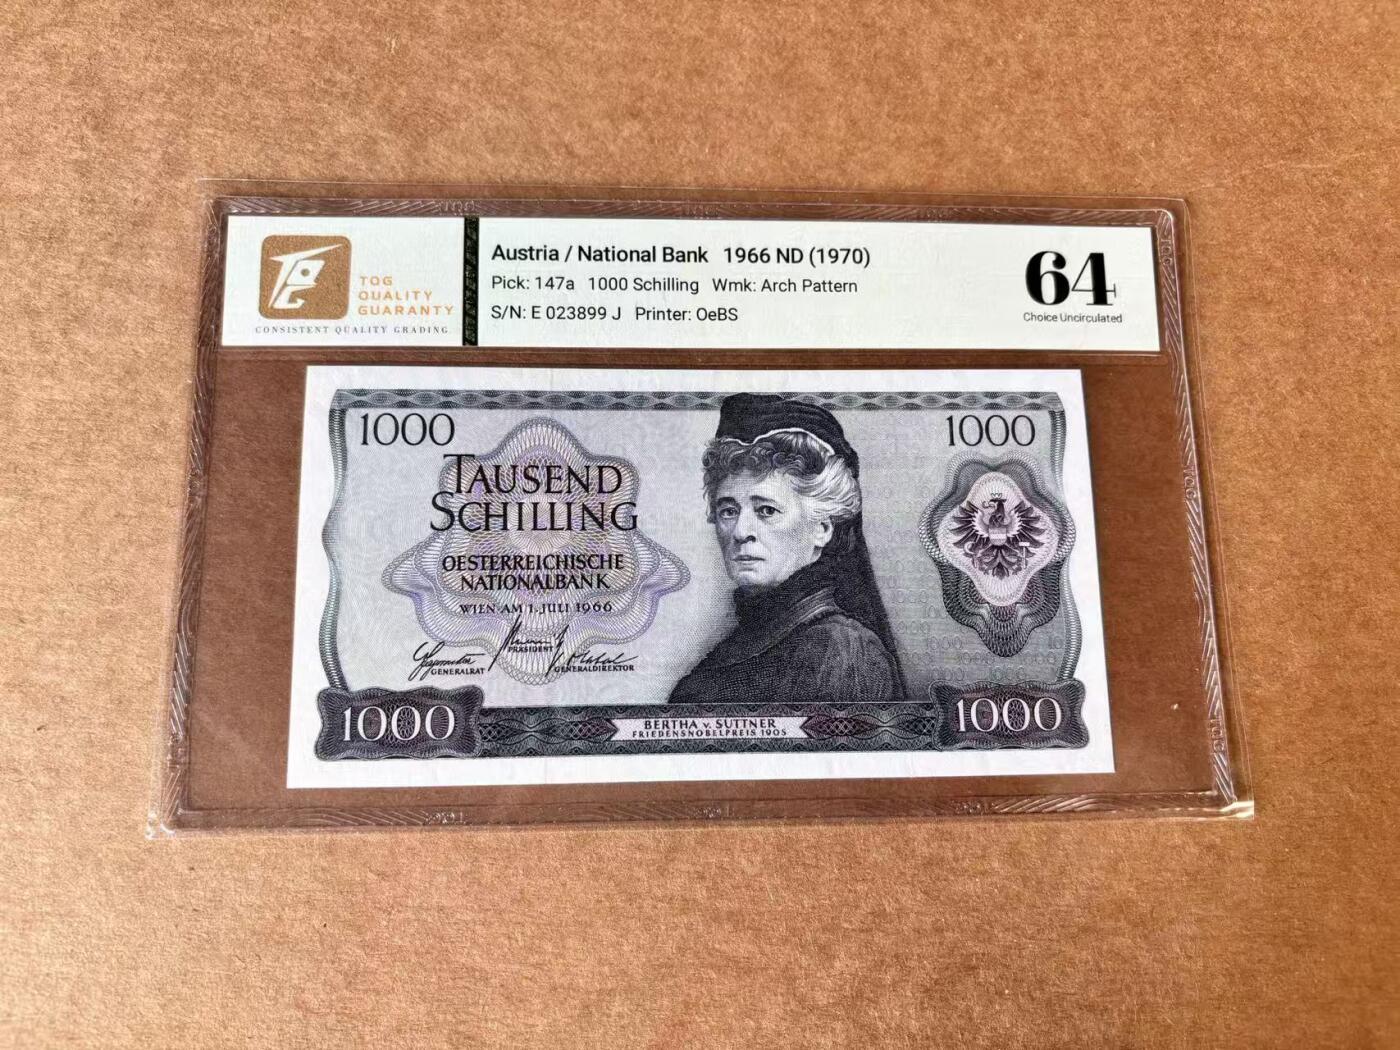 TQG
QUALITY
GUARANTY
CONSISTENT QUALITY GRADING
Austria / National Bank 1966 ND (1970)
Pick: 147a 1000 Schilling Wmk: Arch Pattern
S/N: E 023899 J Printer: OeBS
64
Choice Uncirculated
1000
1000
TAUSEND
SCHILLING
OESTERREICHISCHE
NATIONALBANK
WIEN AM 1. JULI 1966
PRÄSIDENT
GENERALRAT
GENERALDIREKTOR
1000
BERTHA v. SUTTNER
FRIEDENSNOBELPREIS 1905
1000